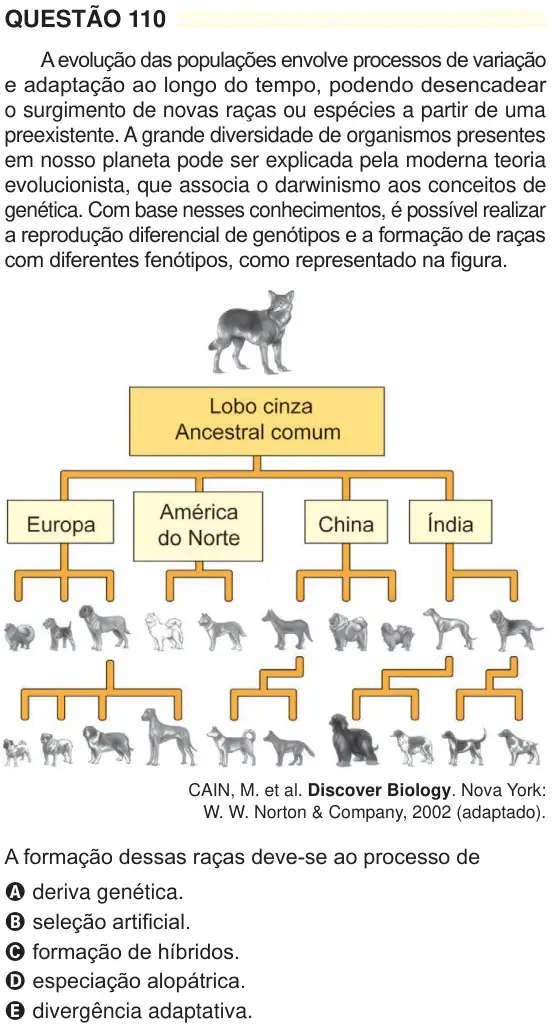 QUESTÃO 110
A evolução das populações envolve processos de variação
e adaptação ao longo do tempo, podendo desencadear
o surgimento de novas raças ou espécies a partir de uma
preexistente. A grande diversidade de organismos presentes
em nosso planeta pode ser explicada pela moderna teoria
evolucionista, que associa o darwinismo aos conceitos de
genética. Com base nesses conhecimentos, é possível realizar
a reprodução diferencial de genótipos e a formação de raças
com diferentes fenótipos, como representado na figura.
Lobo cinza
Ancestral comum
Europa
América
do Norte
China
Índia
CAIN, M. et al. Discover Biology. Nova York:
W. W. Norton & Company, 2002 (adaptado).
A formação dessas raças deve-se ao processo de
A deriva genética.
B seleção artificial.
C formação de híbridos.
D especiação alopátrica.
E divergência adaptativa.